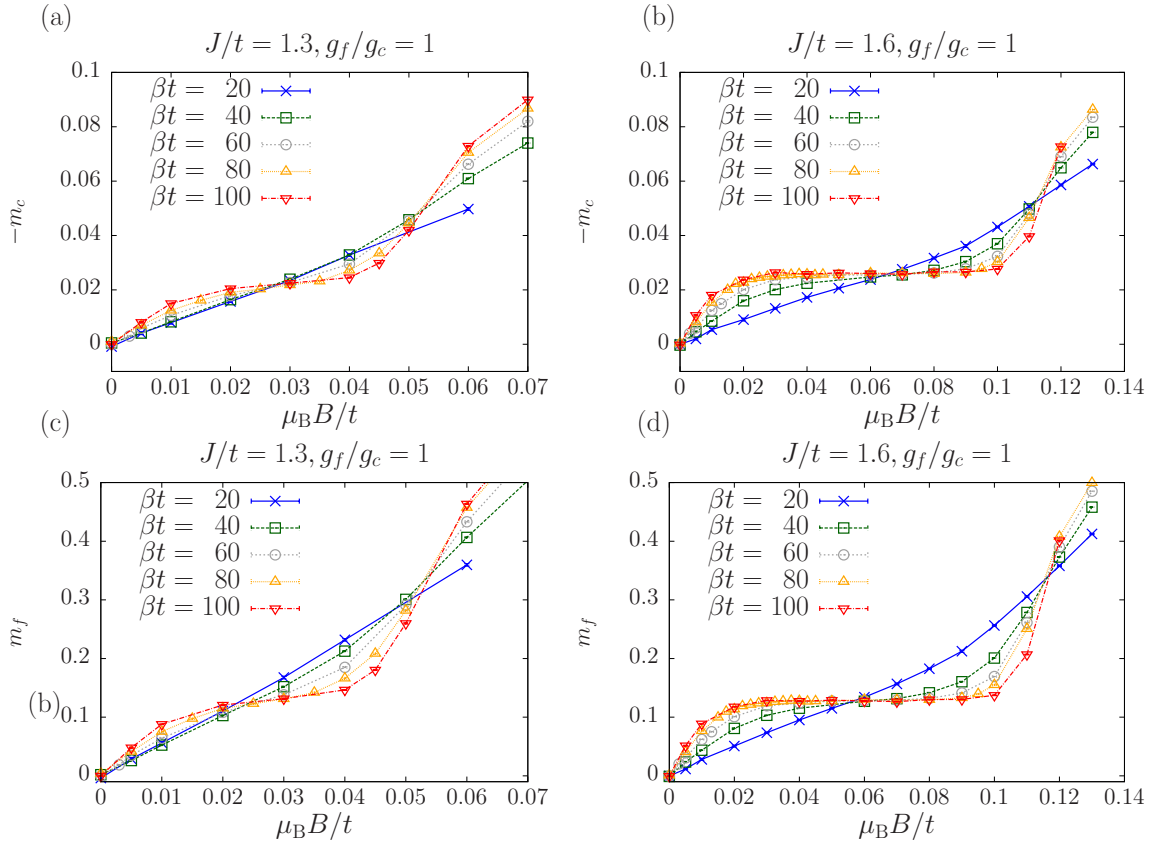 (a)
J/t = 1.3, g_f/g_c = 1
0.1
0.08
0.06
0.04
0.02
0
−m_c
βt = 20
βt = 40
βt = 60
βt = 80
βt = 100
0 0.01 0.02 0.03 0.04 0.05 0.06 0.07
μ_B B/t
(b)
J/t = 1.6, g_f/g_c = 1
0.1
0.08
0.06
0.04
0.02
0
−m_c
βt = 20
βt = 40
βt = 60
βt = 80
βt = 100
0 0.02 0.04 0.06 0.08 0.1 0.12 0.14
μ_B B/t
(c)
J/t = 1.3, g_f/g_c = 1
0.5
0.4
0.3
0.2
0.1
0
m_f
(b)
βt = 20
βt = 40
βt = 60
βt = 80
βt = 100
0 0.01 0.02 0.03 0.04 0.05 0.06 0.07
μ_B B/t
(d)
J/t = 1.6, g_f/g_c = 1
0.5
0.4
0.3
0.2
0.1
0
m_f
βt = 20
βt = 40
βt = 60
βt = 80
βt = 100
0 0.02 0.04 0.06 0.08 0.1 0.12 0.14
μ_B B/t